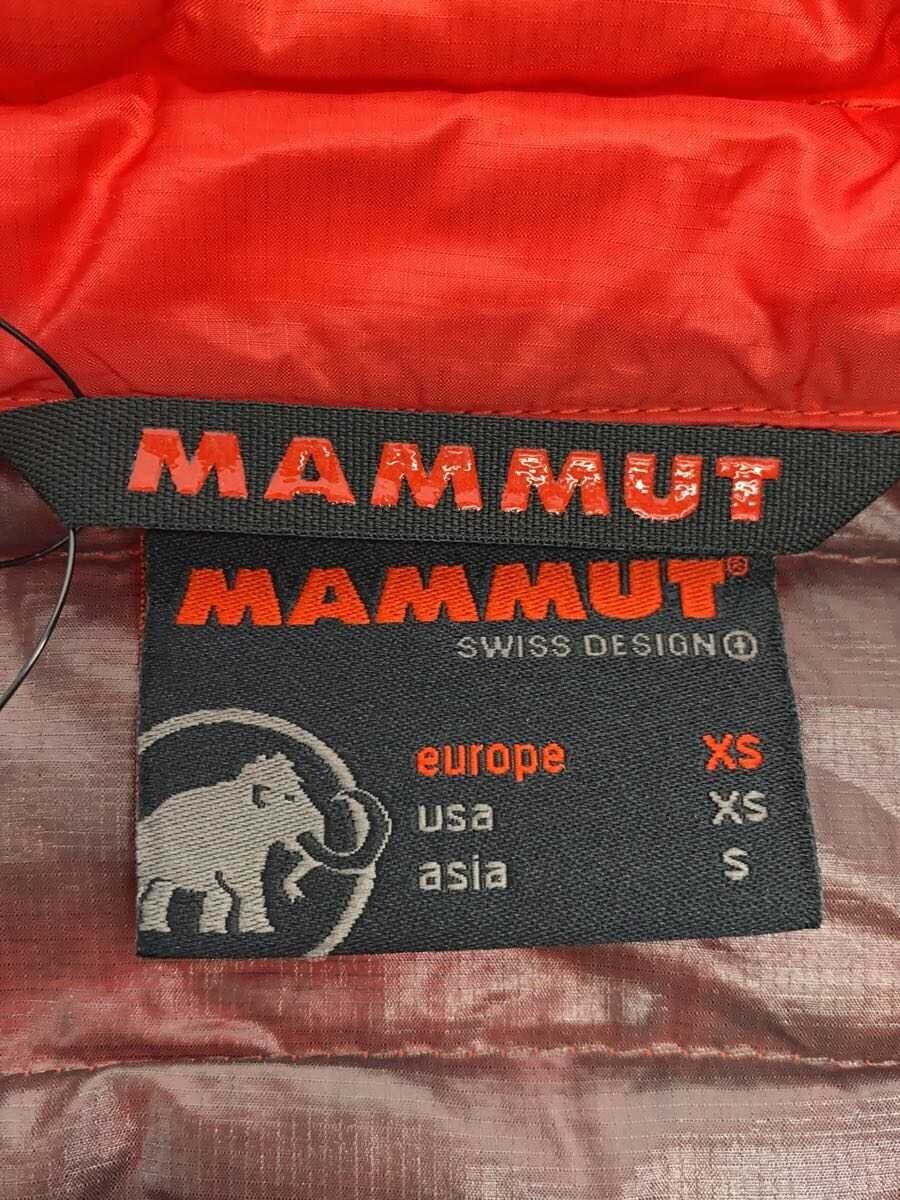 MAMMUT
MAMMUT®
SWISS DESIGN
europe XS
usa XS
asia S